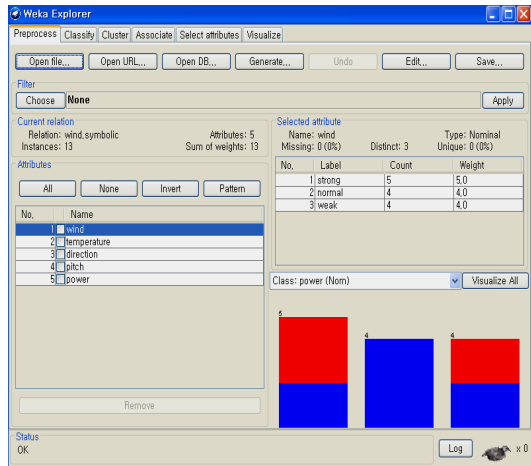 Weka Explorer
Preprocess Classify Cluster Associate Select attributes Visualize
Open file... Open URL... Open DB... Generate... Undo Edit... Save...
Filter
Choose None Apply
Current relation
Relation: wind,symbolic Attributes: 5
Instances: 13 Sum of weights: 13
Selected attribute
Name: wind Type: Nominal
Missing: 0 (0%) Distinct: 3 Unique: 0 (0%)
Attributes
All None Invert Pattern
No. Name
1 wind
2 temperature
3 direction
4 pitch
5 power
Remove
No. Label Count Weight
1 strong 5 5,0
2 normal 4 4,0
3 weak 4 4,0
Class: power (Nom) Visualize All
5
4
4
Status
OK
Log x 0